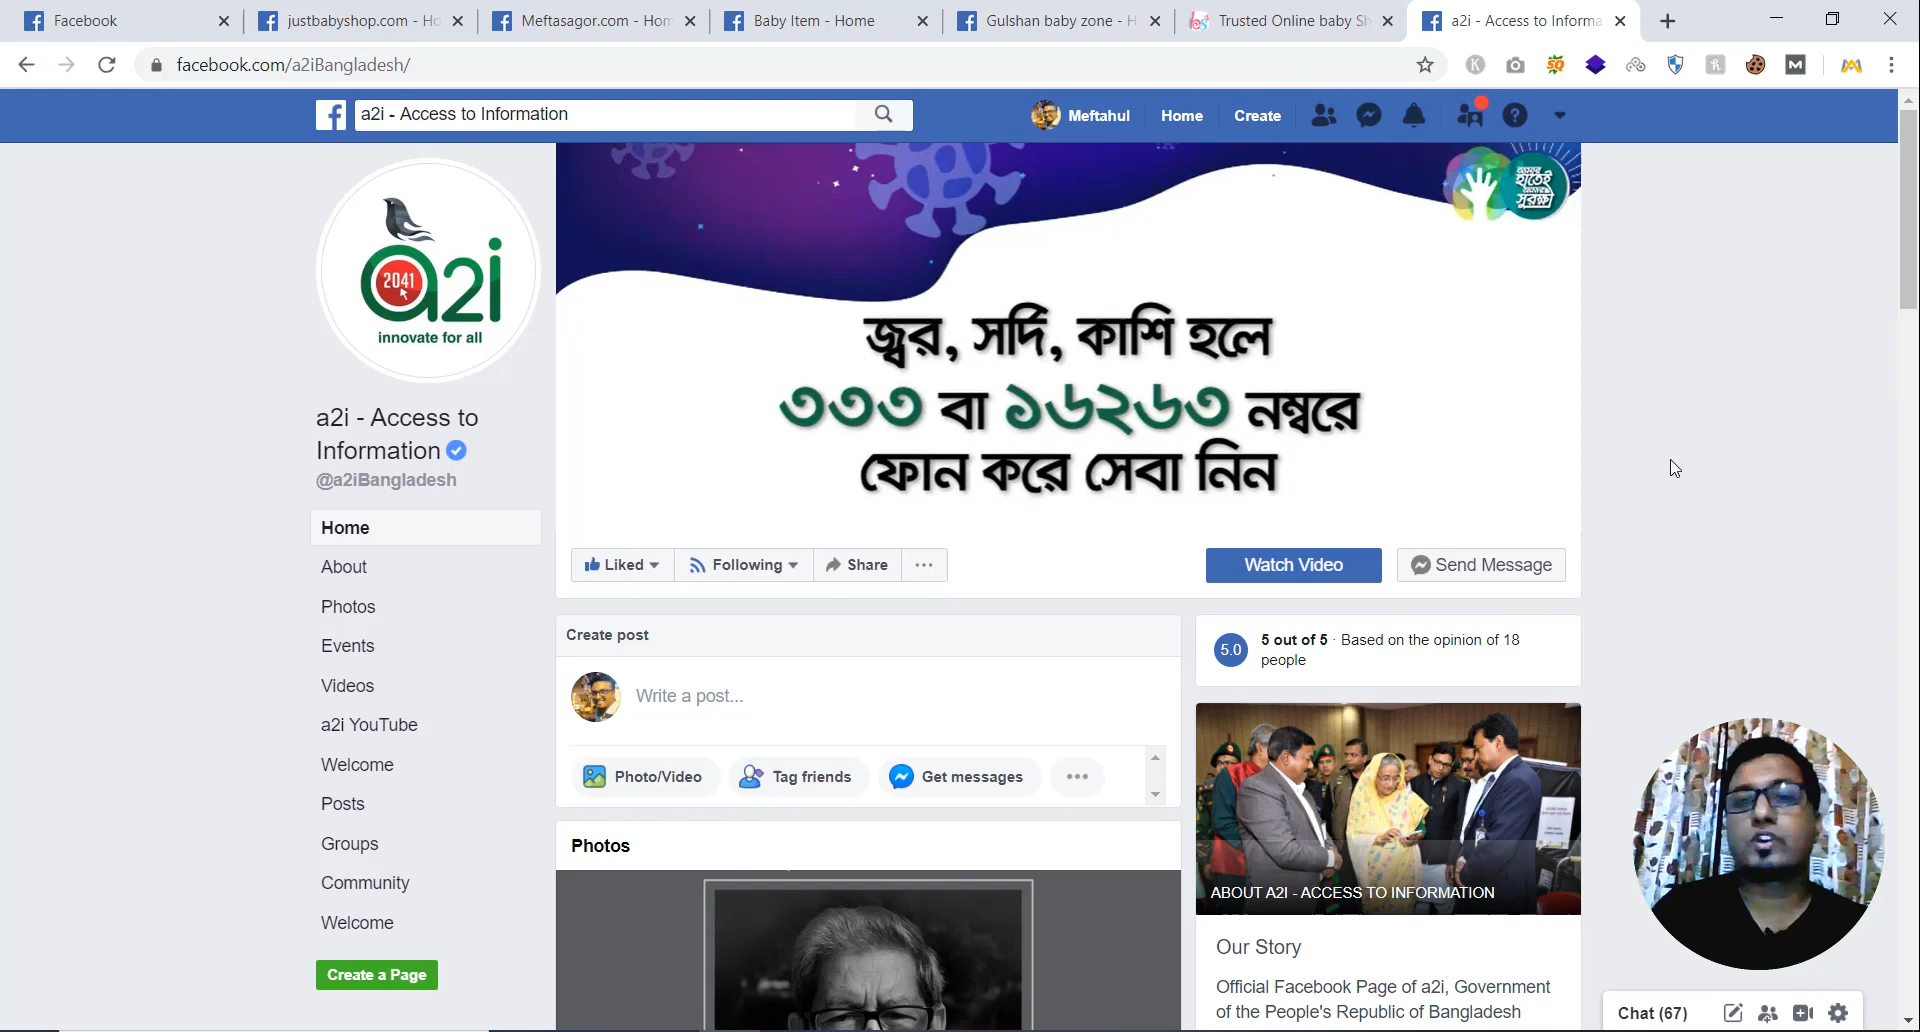 Facebook
justbabyshop.com - Ho
Meftasagor.com - Hom
Baby Item - Home
Gulshan baby zone - H
Trusted Online baby Sh
a2i - Access to Informa
facebook.com/a2iBangladesh/
a2i - Access to Information
Meftahul
Home
Create
2041
a2i
innovate for all
a2i - Access to
Information
@a2iBangladesh
Home
About
Photos
Events
Videos
a2i YouTube
Welcome
Posts
Groups
Community
Welcome
Create a Page
জ্বর, সর্দি, কাশি হলে
৩৩৩ বা ১৬২৬৩ নম্বরে
ফোন করে সেবা নিন
Liked
Following
Share
Watch Video
Send Message
Create post
Write a post...
Photo/Video
Tag friends
Get messages
Photos
5.0
5 out of 5 · Based on the opinion of 18
people
ABOUT A2I - ACCESS TO INFORMATION
Our Story
Official Facebook Page of a2i, Government
of the People's Republic of Bangladesh
Chat (67)